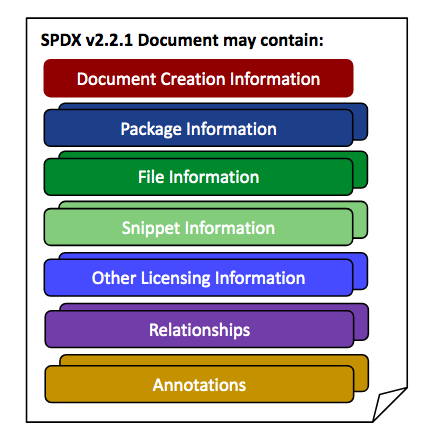 SPDX v2.2.1 Document may contain:
Document Creation Information
Package Information
File Information
Snippet Information
Other Licensing Information
Relationships
Annotations